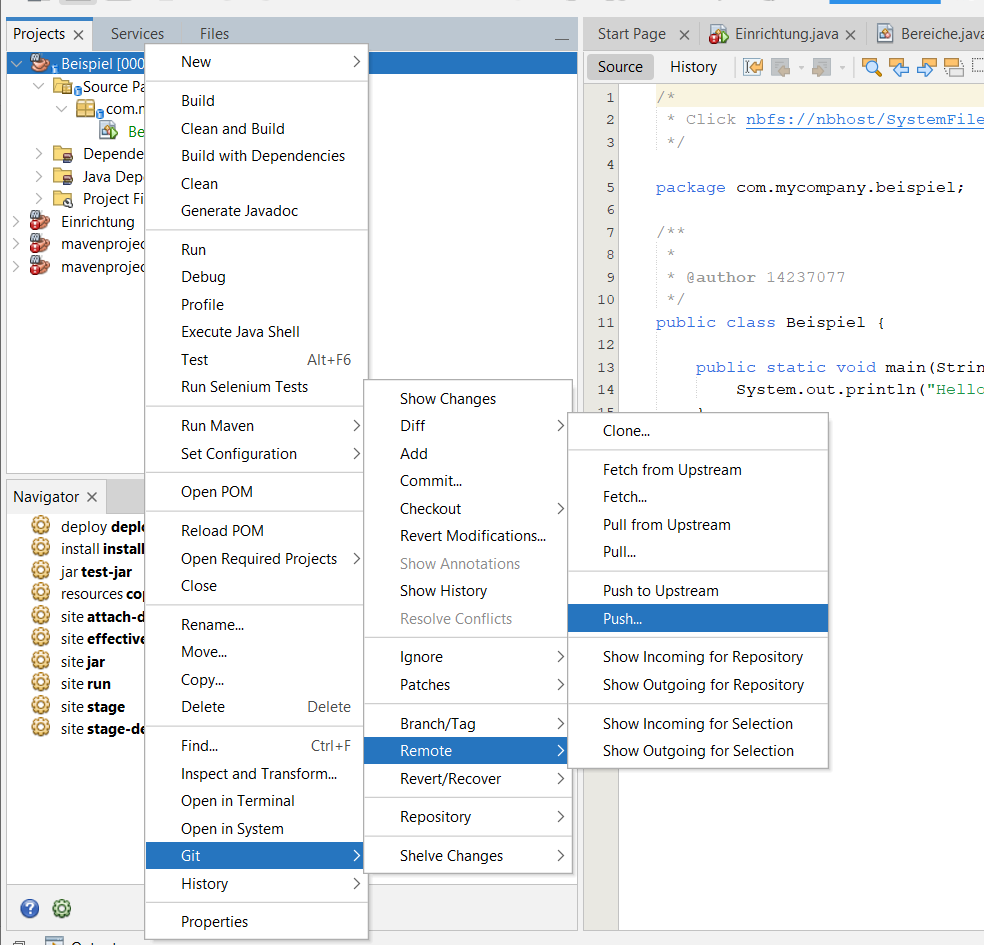 Projects
Services
Files
Start Page
Einrichtung.java
Bereiche.java
Source
History
Beispiel [000
Source Pa
com.m
Be
Depende
Java Dep
Project Fi
Einrichtung
mavenprojec
mavenprojec
Navigator
deploy deplo
install install
jar test-jar
resources cop
site attach-d
site effective
site jar
site run
site stage
site stage-de
New
Build
Clean and Build
Build with Dependencies
Clean
Generate Javadoc
Run
Debug
Profile
Execute Java Shell
Test Alt+F6
Run Selenium Tests
Run Maven
Set Configuration
Open POM
Reload POM
Open Required Projects
Close
Rename...
Move...
Copy...
Delete Delete
Find... Ctrl+F
Inspect and Transform...
Open in Terminal
Open in System
Git
History
Properties
Show Changes
Diff
Add
Commit...
Checkout
Revert Modifications...
Show Annotations
Show History
Resolve Conflicts
Ignore
Patches
Branch/Tag
Remote
Revert/Recover
Repository
Shelve Changes
Clone...
Fetch from Upstream
Fetch...
Pull from Upstream
Pull...
Push to Upstream
Push...
Show Incoming for Repository
Show Outgoing for Repository
Show Incoming for Selection
Show Outgoing for Selection
1 /*
2 * Click nbfs://nbhost/SystemFile
3 */
4
5 package com.mycompany.beispiel;
6
7 /**
8 *
9 * @author 14237077
10 */
11 public class Beispiel {
12
13 public static void main(Strin
14 System.out.println("Hello
15 }